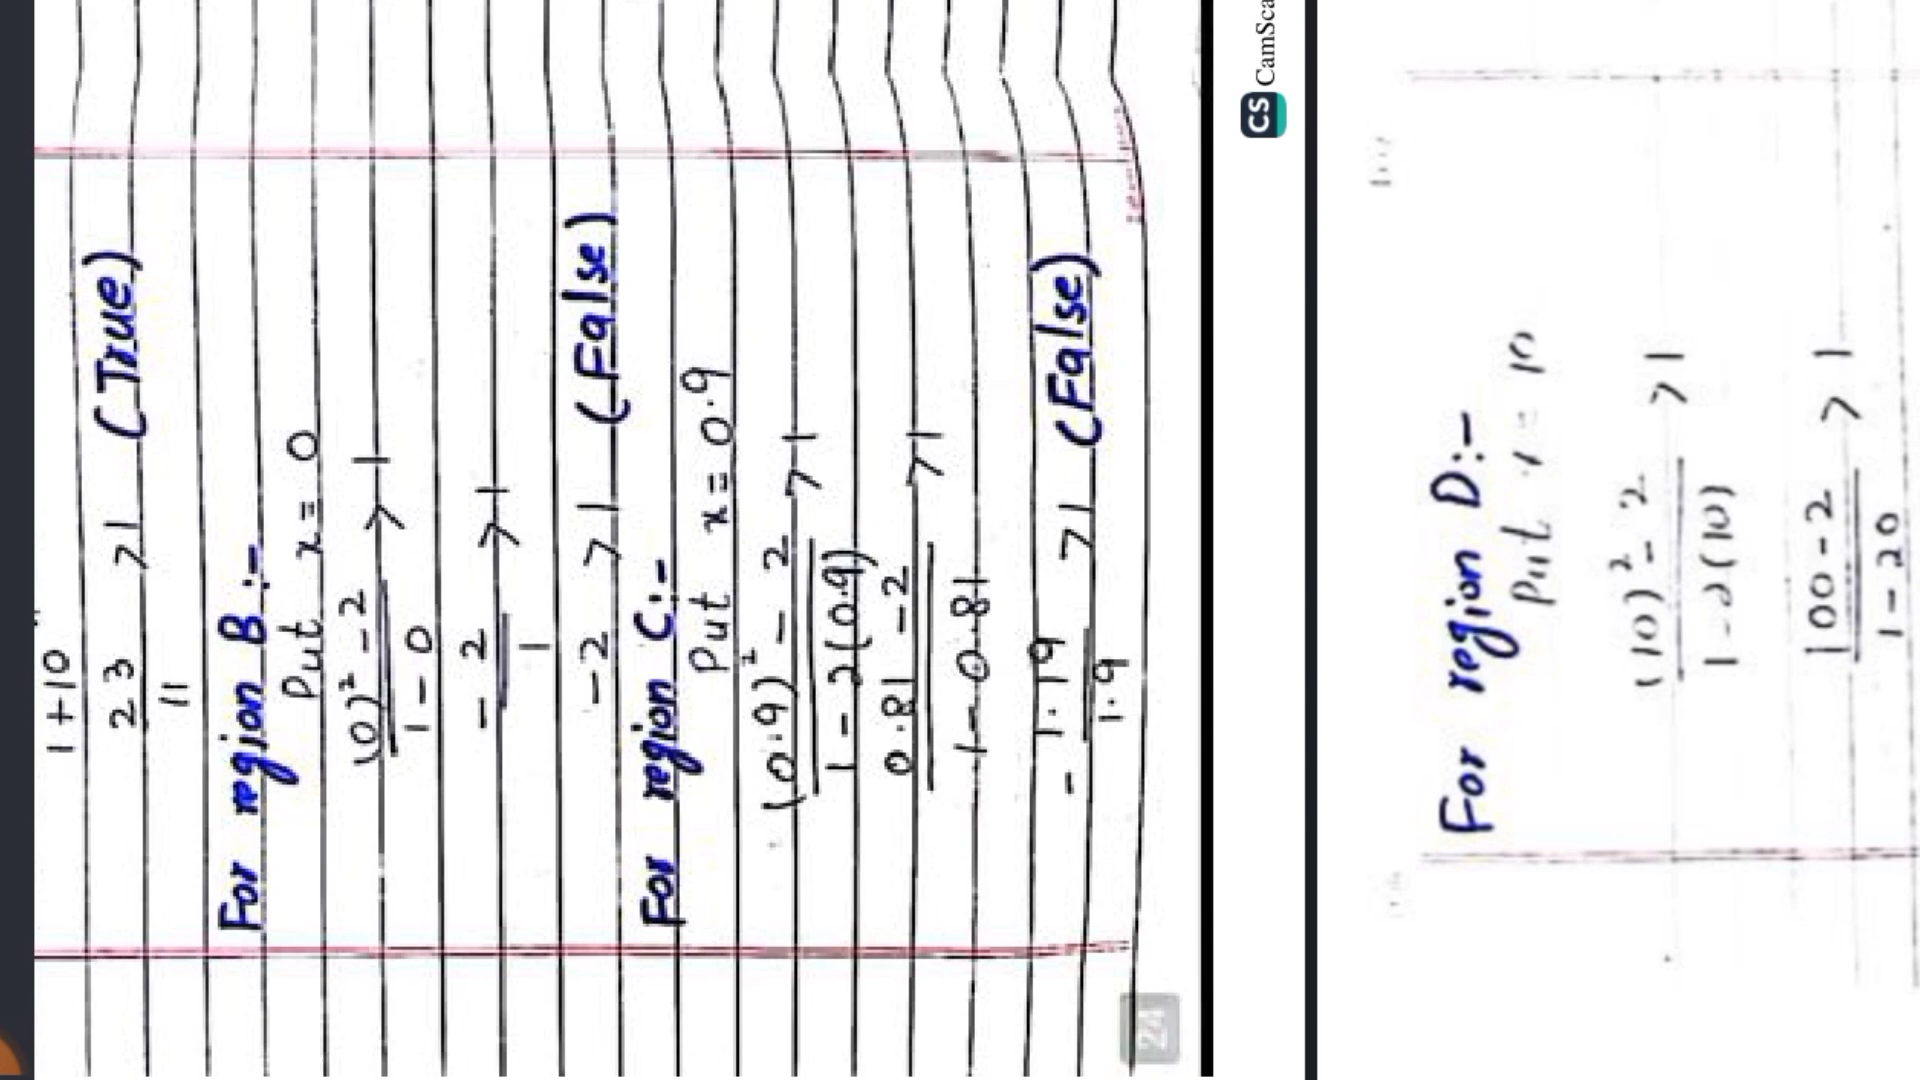 1+10
23 >1 (True)
11
For region B:-
Put x=0
(0)²-2 >1
1-0
-2 >1
1
-2 >1 (False)
For region C:-
Put x=0.9
(0.9)²-2 >1
1-2(0.9)
0.81-2 >1
1-0.81
-1.19 >1 (False)
1.9
24
CS CamSca
For region D:-
Put x=10
(10)²-2 >1
1-2(10)
100-2 >1
1-20